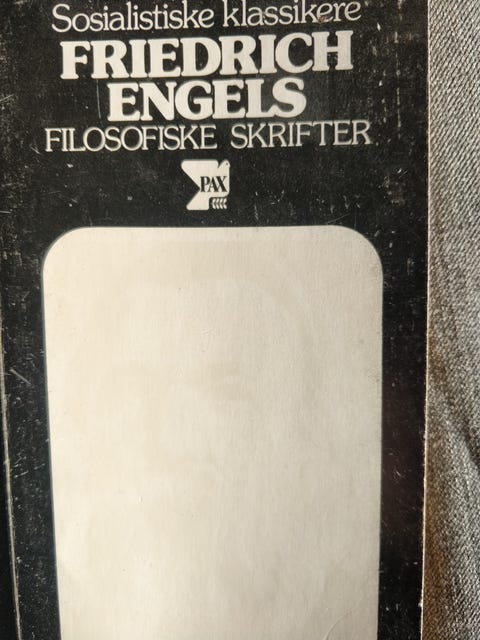 Sosialistiske klassikere
FRIEDRICH
ENGELS
FILOSOFISKE SKRIFTER
PAX